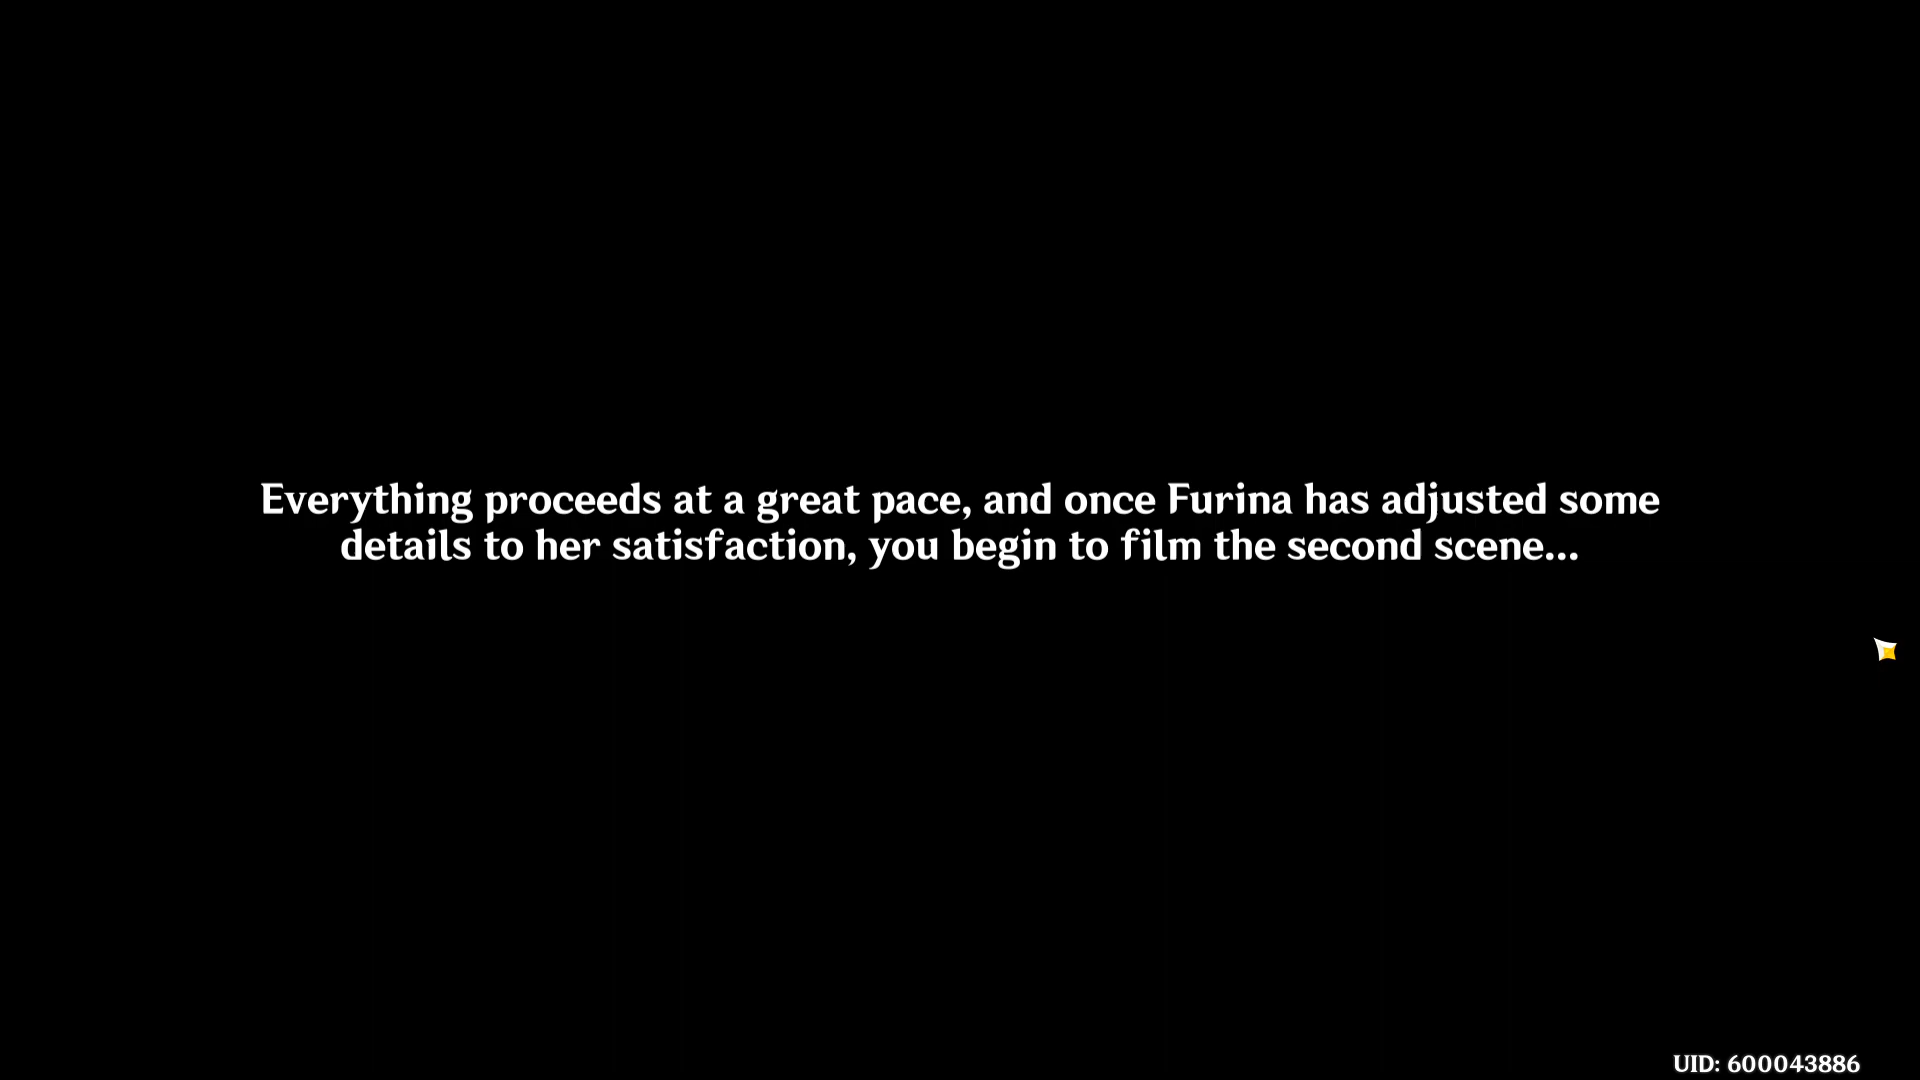 Everything proceeds at a great pace, and once Furina has adjusted some
details to her satisfaction, you begin to film the second scene...
UID: 600043886